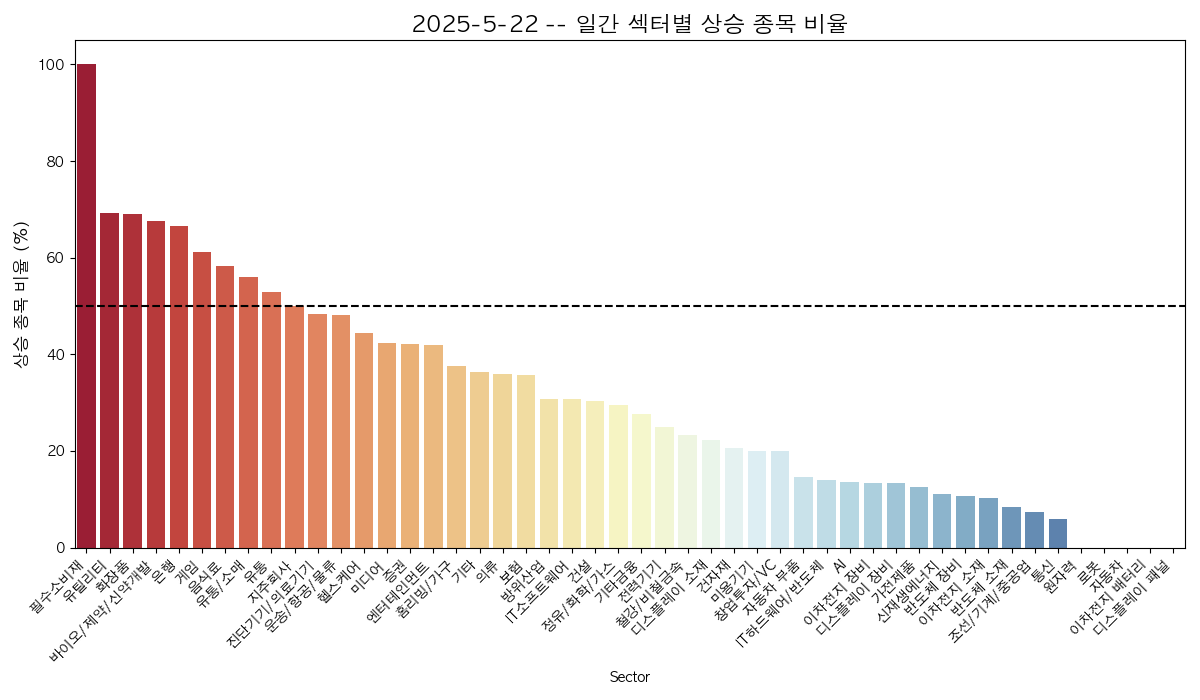 2025-5-22 -- 일간 섹터별 상승 종목 비율
상승 종목 비율 (%)
100
80
60
40
20
0
필수소비재
유틸리티
화장품
바이오/제약/신약개발
은행
게임
음식료
유통/소매
유통
지주회사
진단기기/의료기기
운송/항공/물류
헬스케어
미디어
증권
엔터테인먼트
홈리빙/가구
기타
의류
보험
방위산업
IT소프트웨어
건설
정유/화학/가스
기타금융
전력기기
철강/비철금속
디스플레이 소재
건자재
미용기기
창업투자/VC
자동차 부품
IT하드웨어/반도체
AI
이차전지 장비
디스플레이 장비
가전제품
신재생에너지
반도체 장비
이차전지 소재
반도체 소재
조선/기계/중공업
통신
원자력
로봇
자동차
이차전지 배터리
디스플레이 패널
Sector